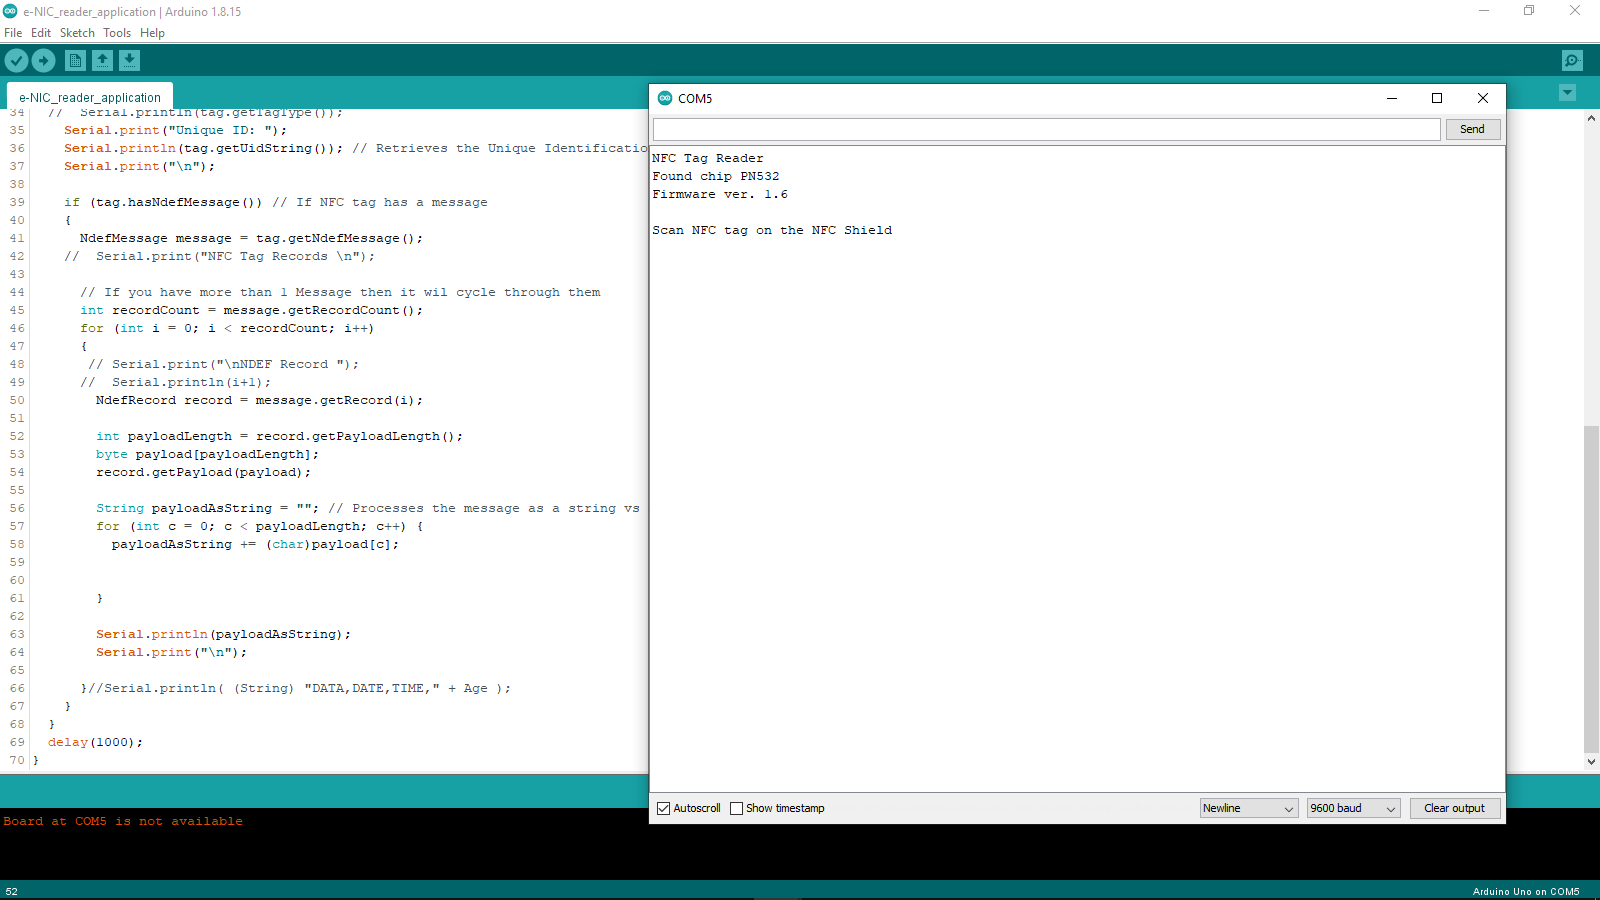 e-NIC_reader_application | Arduino 1.8.15
File Edit Sketch Tools Help
e-NIC_reader_application
34 //  Serial.println(tag.getTagType());
35 Serial.print("Unique ID: ");
36 Serial.println(tag.getUidString()); // Retrieves the Unique Identificatio
37 Serial.print("\n");
38
39 if (tag.hasNdefMessage()) // If NFC tag has a message
40 {
41 NdefMessage message = tag.getNdefMessage();
42 //  Serial.print("NFC Tag Records \n");
43
44 // If you have more than 1 Message then it wil cycle through them
45 int recordCount = message.getRecordCount();
46 for (int i = 0; i < recordCount; i++)
47 {
48 // Serial.print("\nNDEF Record ");
49 //  Serial.println(i+1);
50 NdefRecord record = message.getRecord(i);
51
52 int payloadLength = record.getPayloadLength();
53 byte payload[payloadLength];
54 record.getPayload(payload);
55
56 String payloadAsString = ""; // Processes the message as a string vs
57 for (int c = 0; c < payloadLength; c++) {
58 payloadAsString += (char)payload[c];
59
60
61 }
62
63 Serial.println(payloadAsString);
64 Serial.print("\n");
65
66 }//Serial.println( (String) "DATA,DATE,TIME," + Age );
67 }
68 }
69 delay(1000);
70 }
COM5
Send
NFC Tag Reader
Found chip PN532
Firmware ver. 1.6
Scan NFC tag on the NFC Shield
Autoscroll Show timestamp Newline 9600 baud Clear output
Board at COM5 is not available
52 Arduino Uno on COM5